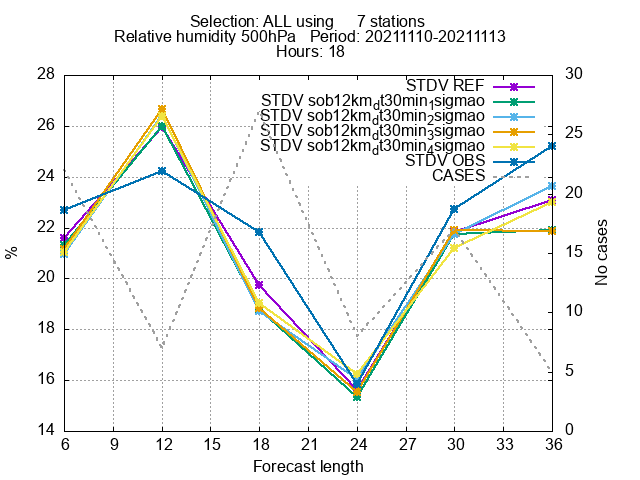 Selection: ALL using 7 stations
Relative humidity 500hPa Period: 20211110-20211113
Hours: 18
STDV REF
STDV sob12km_dt30min_1sigmao
STDV sob12km_dt30min_2sigmao
STDV sob12km_dt30min_3sigmao
STDV sob12km_dt30min_4sigmao
STDV OBS
CASES
28
26
24
22
20
18
16
14
%
30
25
20
15
10
5
0
No cases
6 9 12 15 18 21 24 27 30 33 36
Forecast length